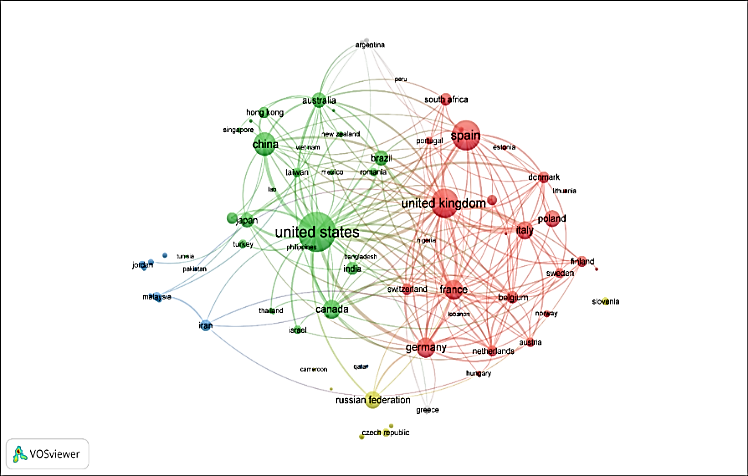 argentina
peru
australia
south africa
hong kong
singapore
new zealand
spain
china
vietnam
portugal
estonia
brazil
taiwan
mexico
romania
denmark
lithuania
united kingdom
japan
poland
united states
italy
turkey
philippines
nigeria
bangladesh
tunisia
jordan
pakistan
india
finland
sweden
switzerland
france
malaysia
belgium
slovenia
thailand
canada
lebanon
norway
iran
israel
germany
netherlands
austria
cameroon
qatar
hungary
russian federation
greece
czech republic
VOSviewer